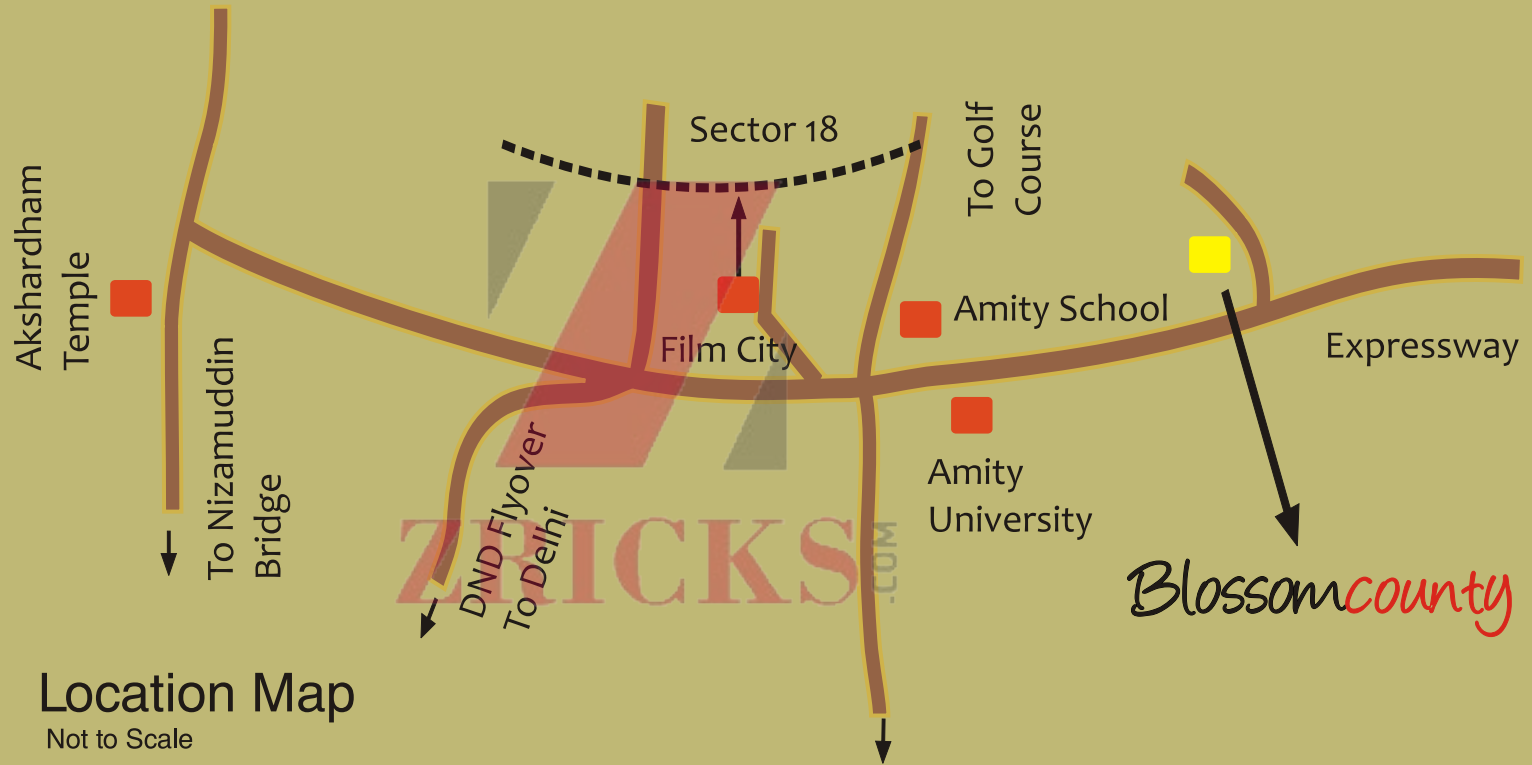 Sector 18
To Golf
Course
Akshardham
Temple
Amity School
Film City
Expressway
To Nizamuddin
Bridge
DND Flyover
To Delhi
Amity
University
ZRICKS
.COM
Blossomcounty
Location Map
Not to Scale